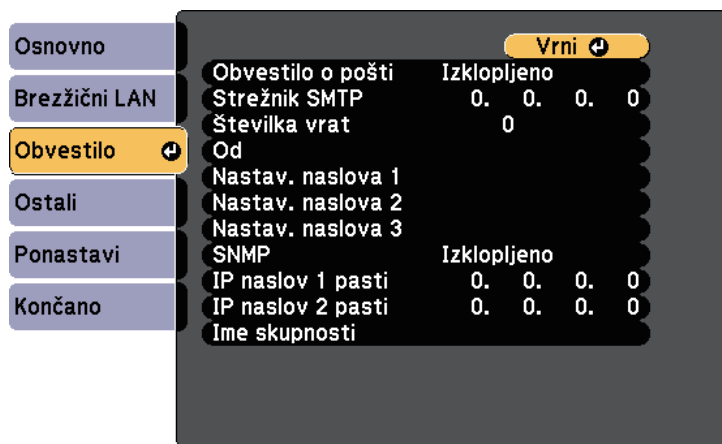 Osnovno
Brezžični LAN
Obvestilo
Ostali
Ponastavi
Končano
Vrni
Obvestilo o pošti Izklopljeno
Strežnik SMTP 0. 0. 0. 0
Številka vrat 0
Od
Nastav. naslova 1
Nastav. naslova 2
Nastav. naslova 3
SNMP Izklopljeno
IP naslov 1 pasti 0. 0. 0. 0
IP naslov 2 pasti 0. 0. 0. 0
Ime skupnosti